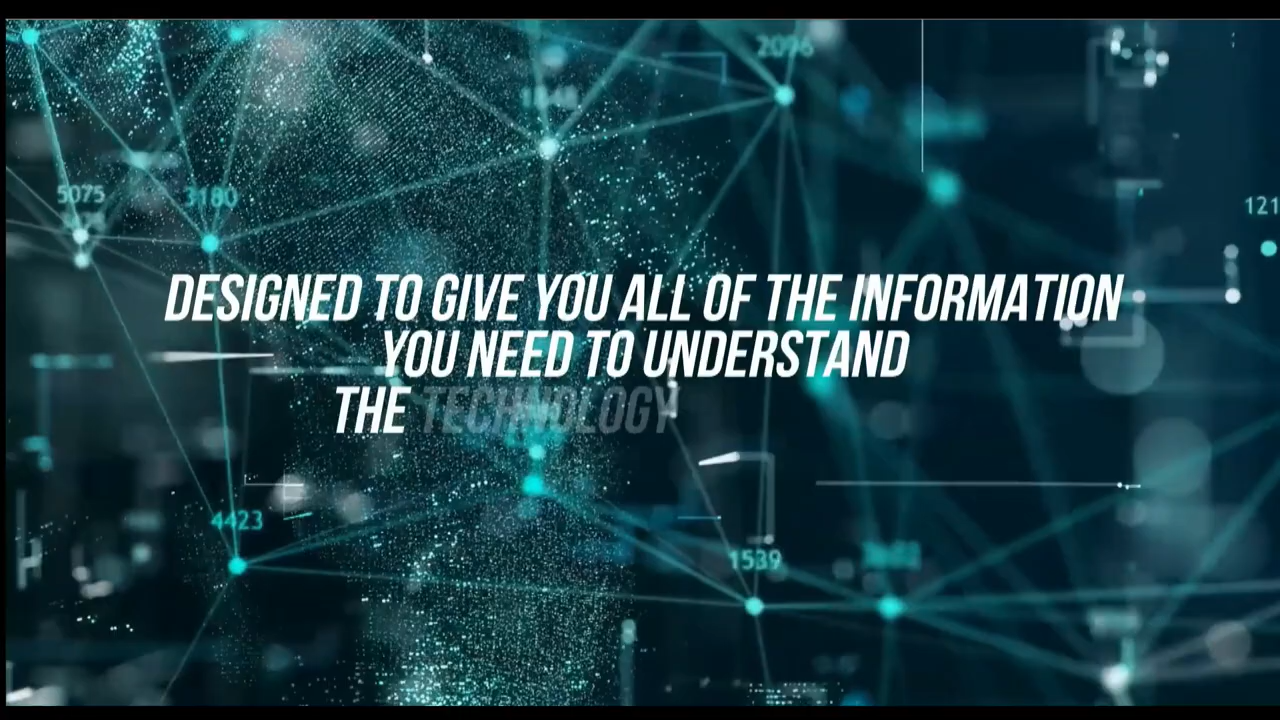 2096
5075
3180
121
DESIGNED TO GIVE YOU ALL OF THE INFORMATION
YOU NEED TO UNDERSTAND
THE TECHNOLOGY
4423
1539